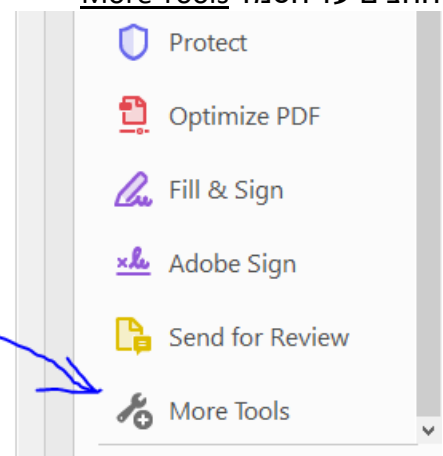 More Tools
Protect
Optimize PDF
Fill & Sign
Adobe Sign
Send for Review
More Tools